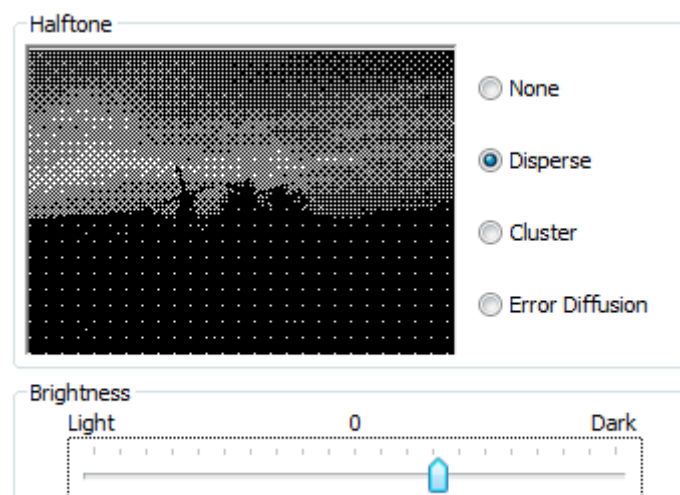 Halftone
None
Disperse
Cluster
Error Diffusion
Brightness
Light 0 Dark